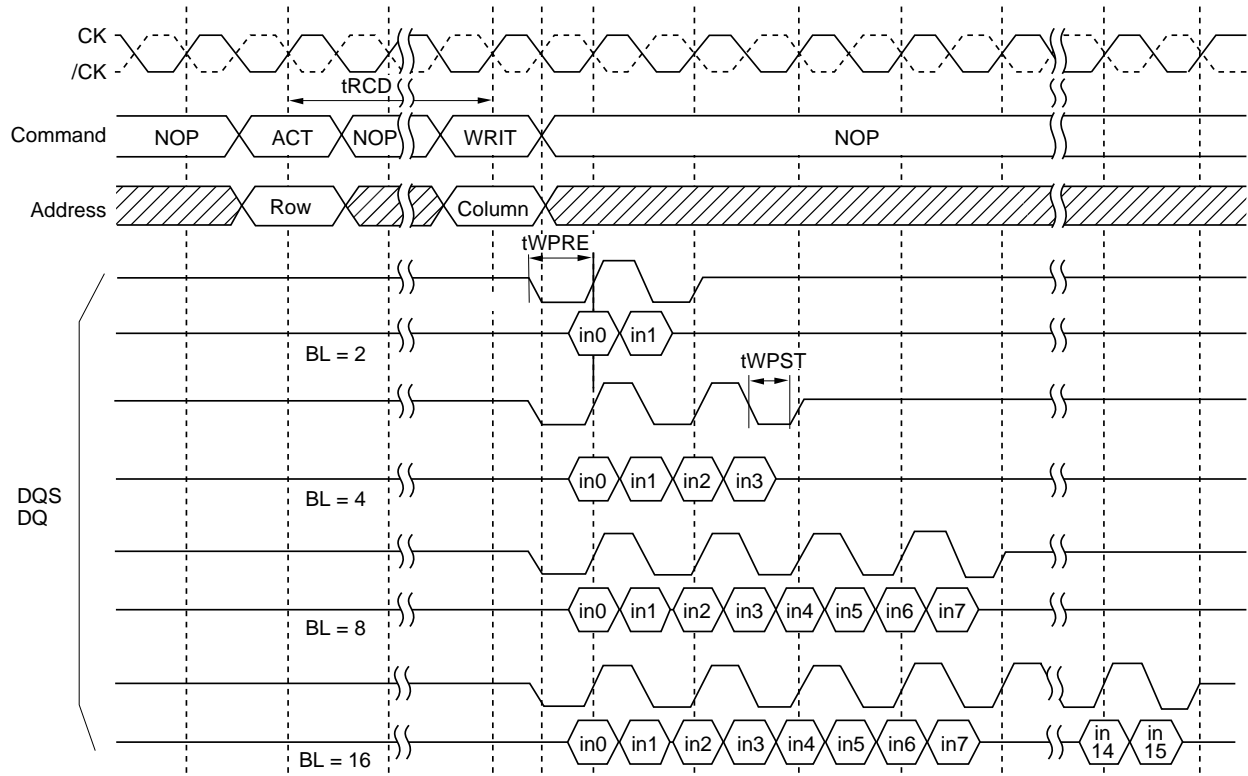 CK
/CK
tRCD
Command NOP ACT NOP WRIT NOP
Address Row Column
tWPRE
in0 in1
BL = 2
tWPST
in0 in1 in2 in3
BL = 4
DQS
DQ
in0 in1 in2 in3 in4 in5 in6 in7
BL = 8
in0 in1 in2 in3 in4 in5 in6 in7 in 14 in 15
BL = 16